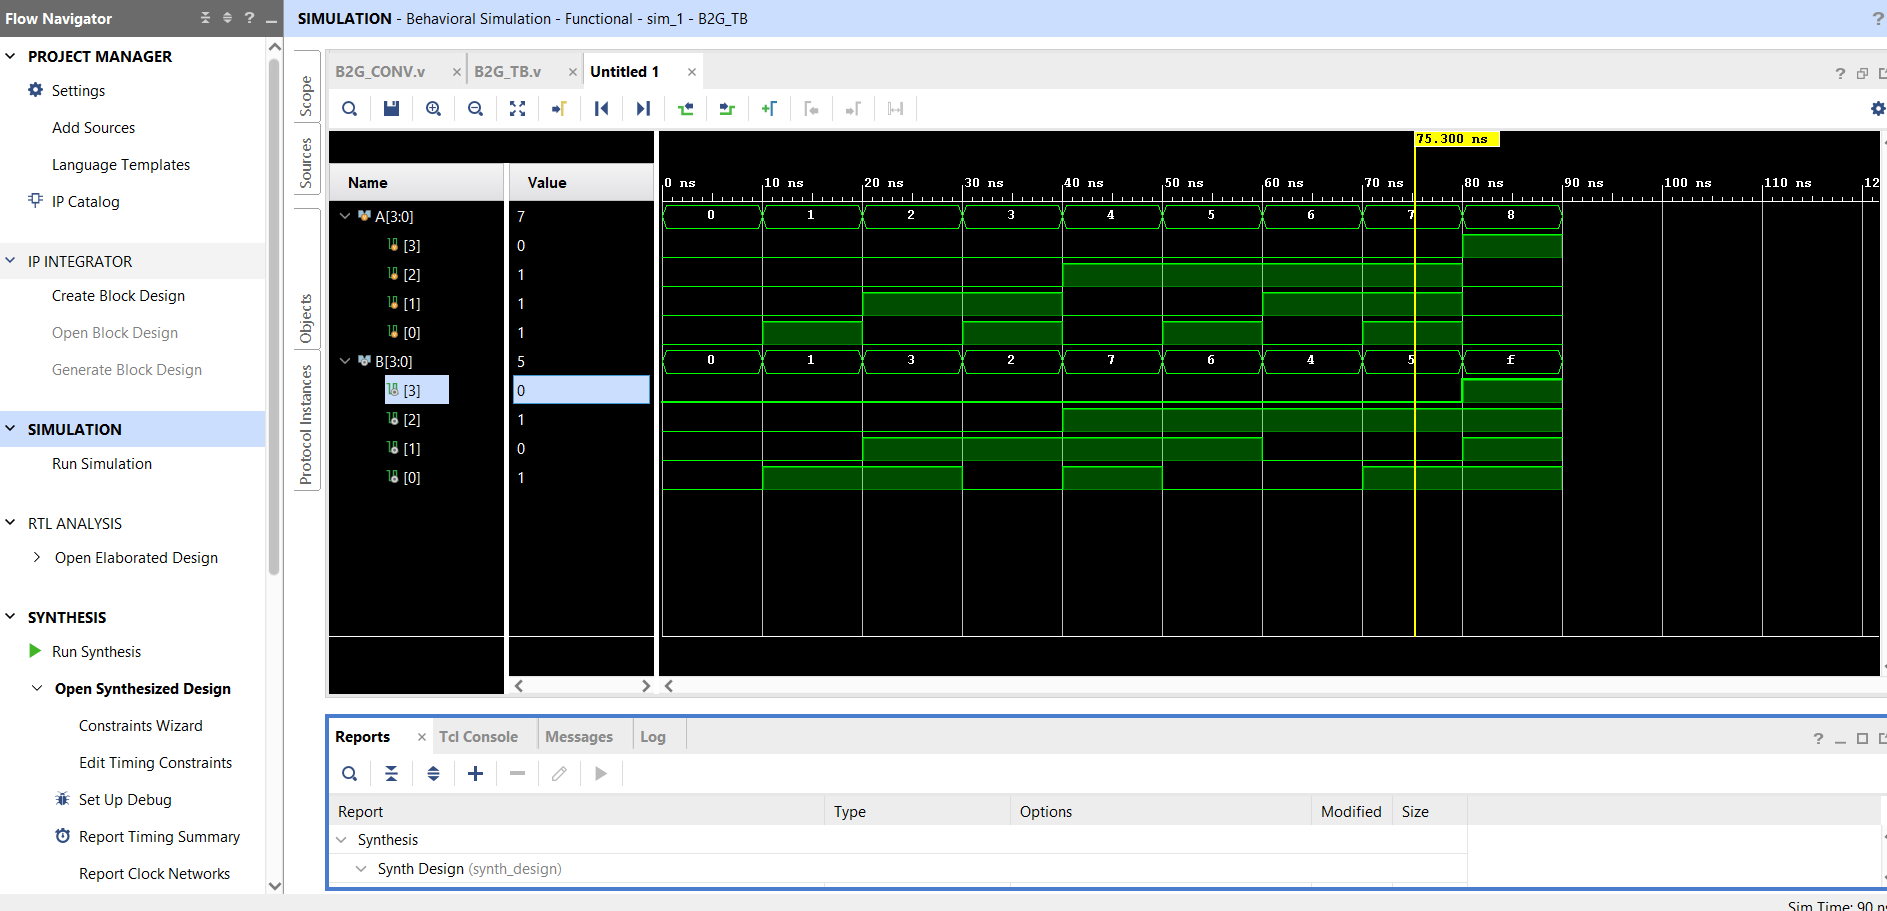 Flow Navigator
?
PROJECT MANAGER
Settings
Add Sources
Language Templates
IP Catalog
IP INTEGRATOR
Create Block Design
Open Block Design
Generate Block Design
SIMULATION
Run Simulation
RTL ANALYSIS
Open Elaborated Design
SYNTHESIS
Run Synthesis
Open Synthesized Design
Constraints Wizard
Edit Timing Constraints
Set Up Debug
Report Timing Summary
Report Clock Networks
SIMULATION - Behavioral Simulation - Functional - sim_1 - B2G_TB
?
Scope
Sources
Objects
Protocol Instances
B2G_CONV.v × B2G_TB.v × Untitled 1 ×
?
75.300 ns
Name Value
0 ns 10 ns 20 ns 30 ns 40 ns 50 ns 60 ns 70 ns 80 ns 90 ns 100 ns 110 ns 12
A[3:0] 7 0 1 2 3 4 5 6 7 8
[3] 0
[2] 1
[1] 1
[0] 1
B[3:0] 5 0 1 3 2 7 6 4 5 f
[3] 0
[2] 1
[1] 0
[0] 1
Reports × Tcl Console Messages Log
?
Report Type Options Modified Size
Synthesis
Synth Design (synth_design)
Sim Time: 90 n